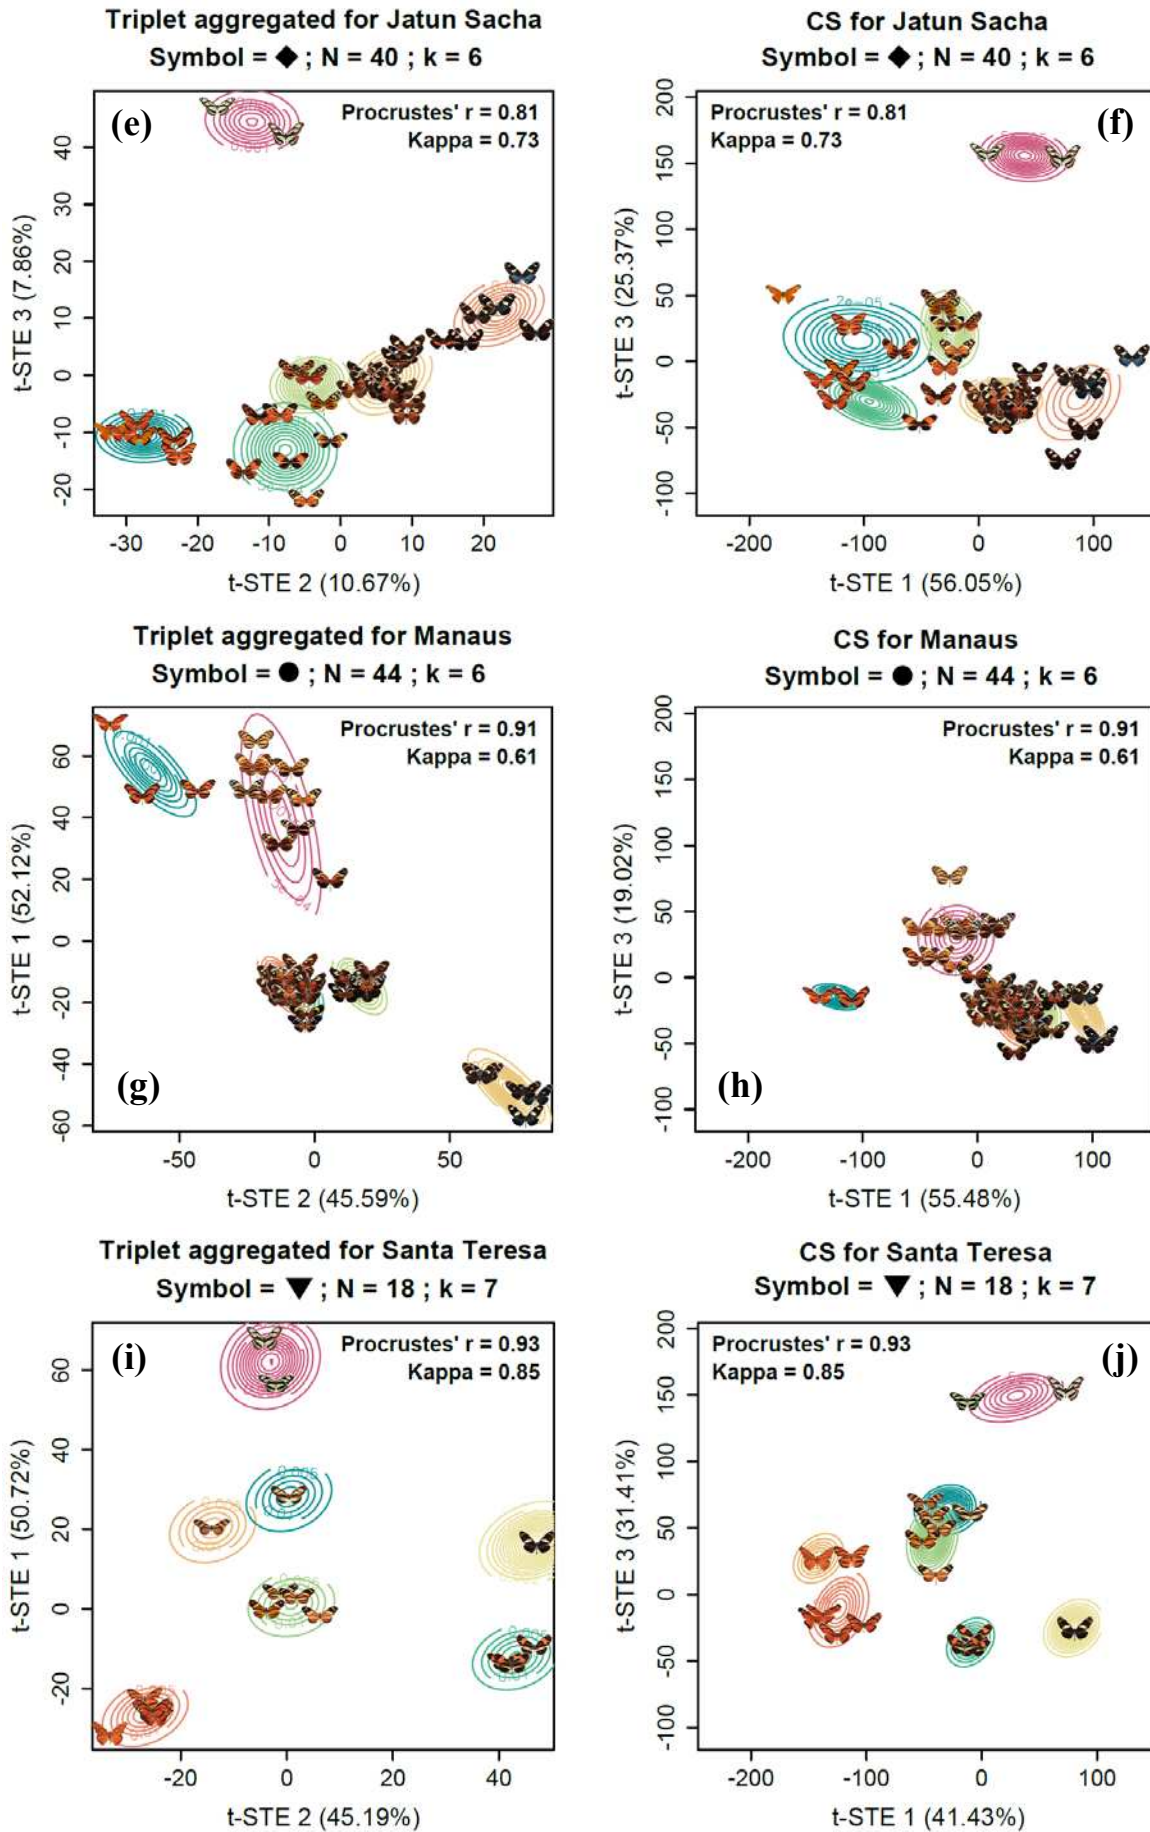 Triplet aggregated for Jatun Sacha
Symbol = ◆ ; N = 40 ; k = 6
(e)
Procrustes' r = 0.81
Kappa = 0.73
t-STE 3 (7.86%)
40
30
20
10
0
-10
-20
-30
-20
-10
0
10
20
t-STE 2 (10.67%)
CS for Jatun Sacha
Symbol = ◆ ; N = 40 ; k = 6
Procrustes' r = 0.81
Kappa = 0.73
(f)
t-STE 3 (25.37%)
200
150
100
50
0
-50
-100
2e-05
-200
-100
0
100
t-STE 1 (56.05%)
Triplet aggregated for Manaus
Symbol = ● ; N = 44 ; k = 6
Procrustes' r = 0.91
Kappa = 0.61
t-STE 1 (52.12%)
60
40
20
0
-20
-40
-60
(g)
-50
0
50
t-STE 2 (45.59%)
CS for Manaus
Symbol = ● ; N = 44 ; k = 6
Procrustes' r = 0.91
Kappa = 0.61
t-STE 3 (19.02%)
200
150
100
50
0
-50
-100
(h)
-200
-100
0
100
t-STE 1 (55.48%)
Triplet aggregated for Santa Teresa
Symbol = ▼ ; N = 18 ; k = 7
(i)
Procrustes' r = 0.93
Kappa = 0.85
t-STE 1 (50.72%)
60
40
20
0
-20
-20
0
20
40
t-STE 2 (45.19%)
CS for Santa Teresa
Symbol = ▼ ; N = 18 ; k = 7
Procrustes' r = 0.93
Kappa = 0.85
(j)
t-STE 3 (31.41%)
200
150
100
50
0
-50
-100
-200
-100
0
100
t-STE 1 (41.43%)